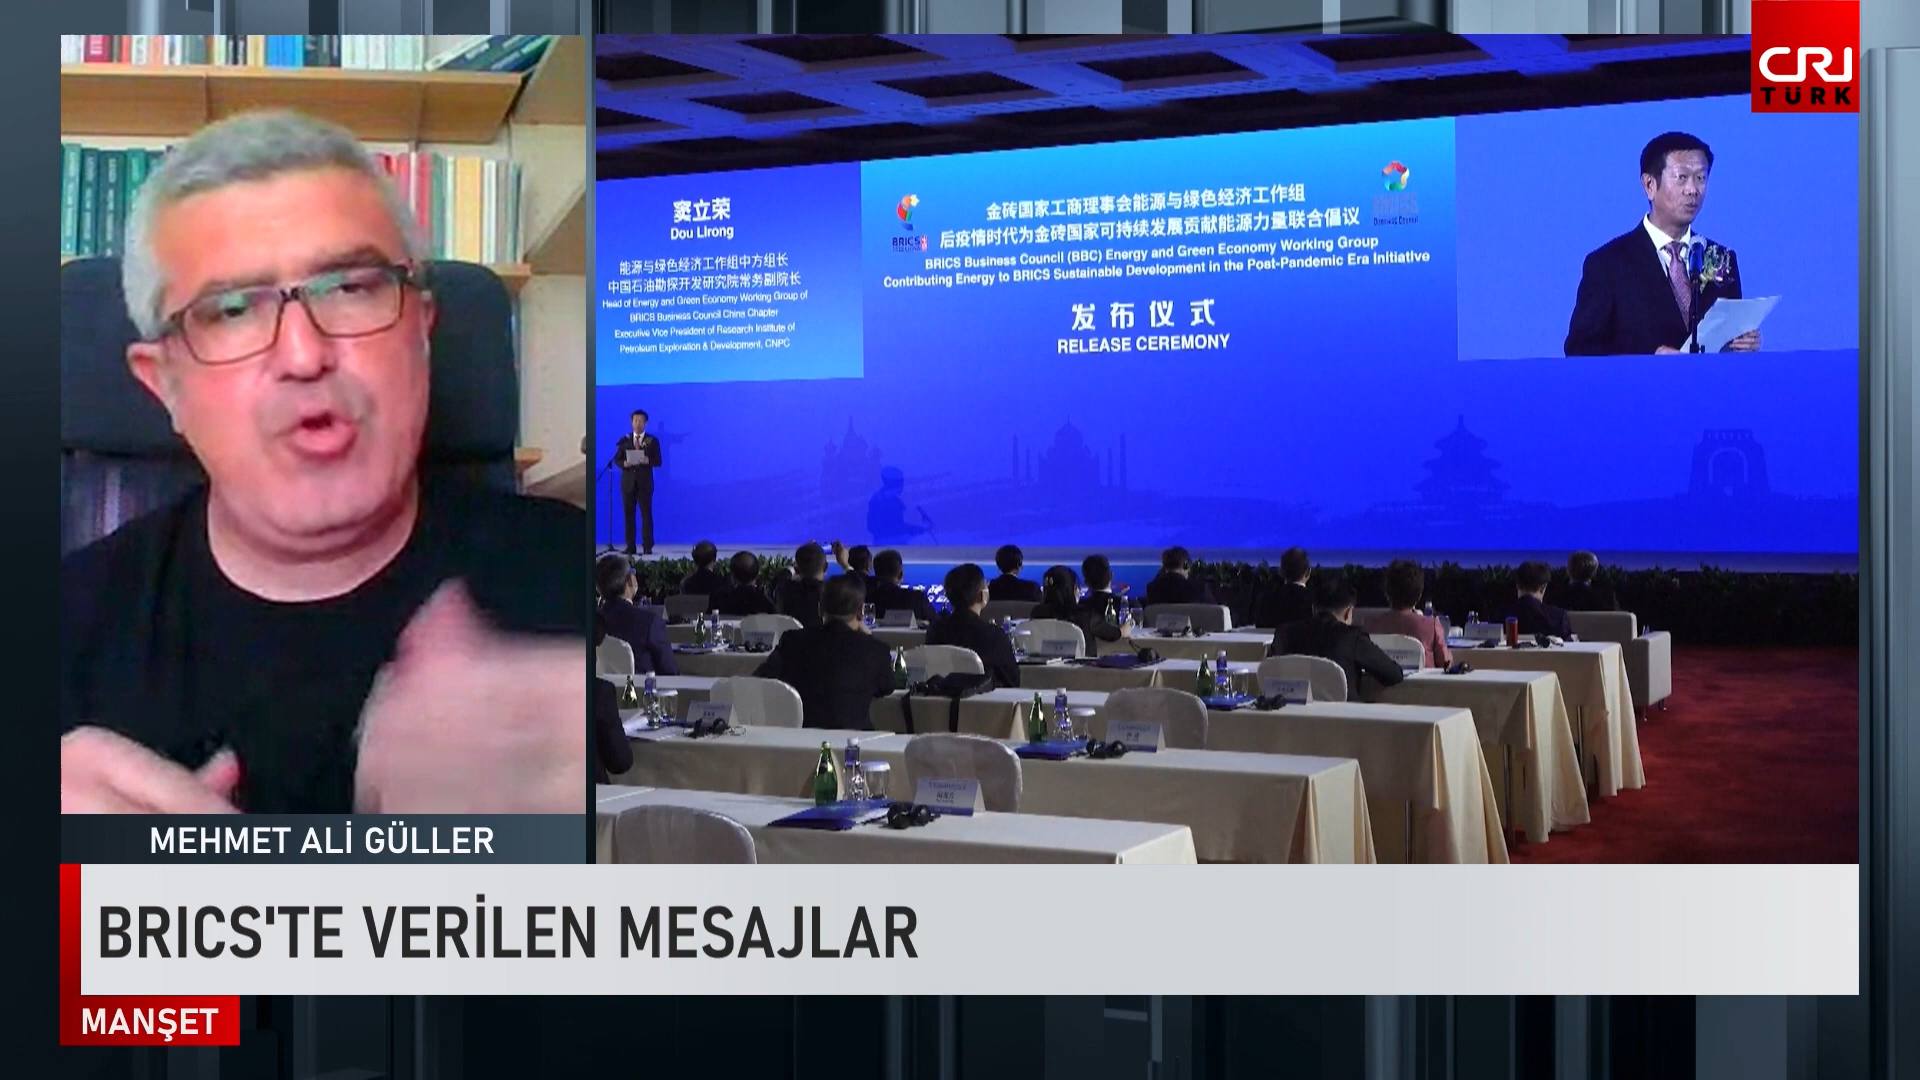 CRI
TÜRK
窦立荣
Dou Lirong
能源与绿色经济工作组中方组长
中国石油勘探开发研究院常务副院长
Head of Energy and Green Economy Working Group of
BRICS Business Council China Chapter
Executive Vice President of Research Institute of
Petroleum Exploration & Development, CNPC
BRICS
金砖国家工商理事会能源与绿色经济工作组
后疫情时代为金砖国家可持续发展贡献能源力量联合倡议
BRICS Business Council (BBC) Energy and Green Economy Working Group
Contributing Energy to BRICS Sustainable Development in the Post-Pandemic Era Initiative
发布仪式
RELEASE CEREMONY
BRICS
Business Council
MEHMET ALİ GÜLLER
BRICS'TE VERİLEN MESAJLAR
MANŞET